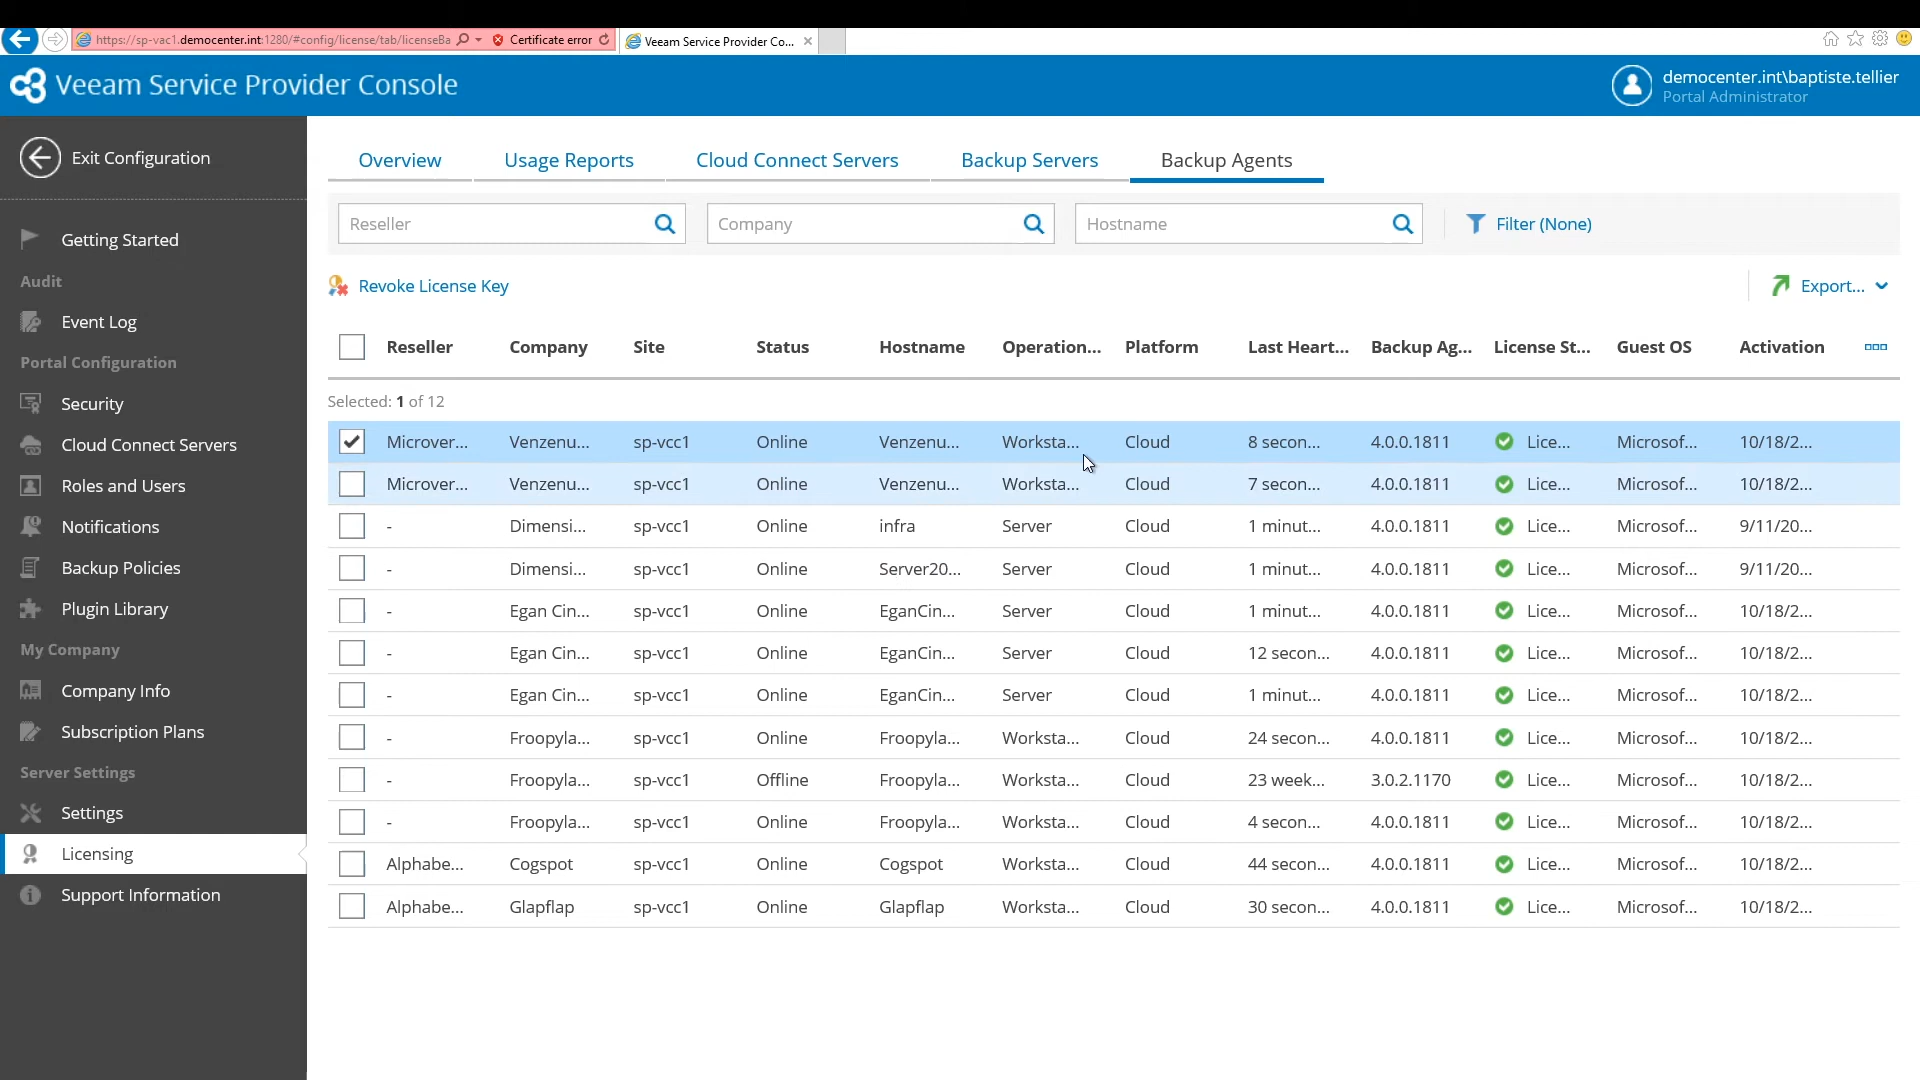 https://sp-vac1.democenter.int:1280/#config/license/tab/licenseBa
Certificate error
Veeam Service Provider Co...
Veeam Service Provider Console
democenter.int\baptiste.tellier
Portal Administrator
Exit Configuration
Getting Started
Audit
Event Log
Portal Configuration
Security
Cloud Connect Servers
Roles and Users
Notifications
Backup Policies
Plugin Library
My Company
Company Info
Subscription Plans
Server Settings
Settings
Licensing
Support Information
Overview Usage Reports Cloud Connect Servers Backup Servers Backup Agents
Reseller Company Hostname Filter (None)
Revoke License Key Export...
Reseller Company Site Status Hostname Operation... Platform Last Heart... Backup Ag... License St... Guest OS Activation
Selected: 1 of 12
Microver... Venzenu... sp-vcc1 Online Venzenu... Worksta... Cloud 8 secon... 4.0.0.1811 Lice... Microsof... 10/18/2...
Microver... Venzenu... sp-vcc1 Online Venzenu... Worksta... Cloud 7 secon... 4.0.0.1811 Lice... Microsof... 10/18/2...
- Dimensi... sp-vcc1 Online infra Server Cloud 1 minut... 4.0.0.1811 Lice... Microsof... 9/11/20...
- Dimensi... sp-vcc1 Online Server20... Server Cloud 1 minut... 4.0.0.1811 Lice... Microsof... 9/11/20...
- Egan Cin... sp-vcc1 Online EganCin... Server Cloud 1 minut... 4.0.0.1811 Lice... Microsof... 10/18/2...
- Egan Cin... sp-vcc1 Online EganCin... Server Cloud 12 secon... 4.0.0.1811 Lice... Microsof... 10/18/2...
- Egan Cin... sp-vcc1 Online EganCin... Server Cloud 1 minut... 4.0.0.1811 Lice... Microsof... 10/18/2...
- Froopyla... sp-vcc1 Online Froopyla... Worksta... Cloud 24 secon... 4.0.0.1811 Lice... Microsof... 10/18/2...
- Froopyla... sp-vcc1 Offline Froopyla... Worksta... Cloud 23 week... 3.0.2.1170 Lice... Microsof... 10/18/2...
- Froopyla... sp-vcc1 Online Froopyla... Worksta... Cloud 4 secon... 4.0.0.1811 Lice... Microsof... 10/18/2...
Alphabe... Cogspot sp-vcc1 Online Cogspot Worksta... Cloud 44 secon... 4.0.0.1811 Lice... Microsof... 10/18/2...
Alphabe... Glapflap sp-vcc1 Online Glapflap Worksta... Cloud 30 secon... 4.0.0.1811 Lice... Microsof... 10/18/2...